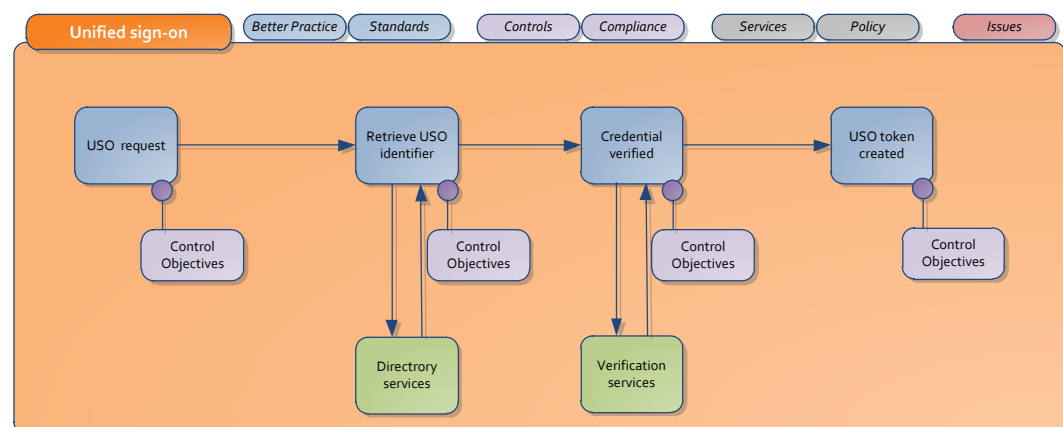 Unified sign-on
Better Practice
Standards
Controls
Compliance
Services
Policy
Issues
USO request
Retrieve USO
identifier
Credential
verified
USO token
created
Control
Objectives
Control
Objectives
Control
Objectives
Control
Objectives
Directrory
services
Verification
services